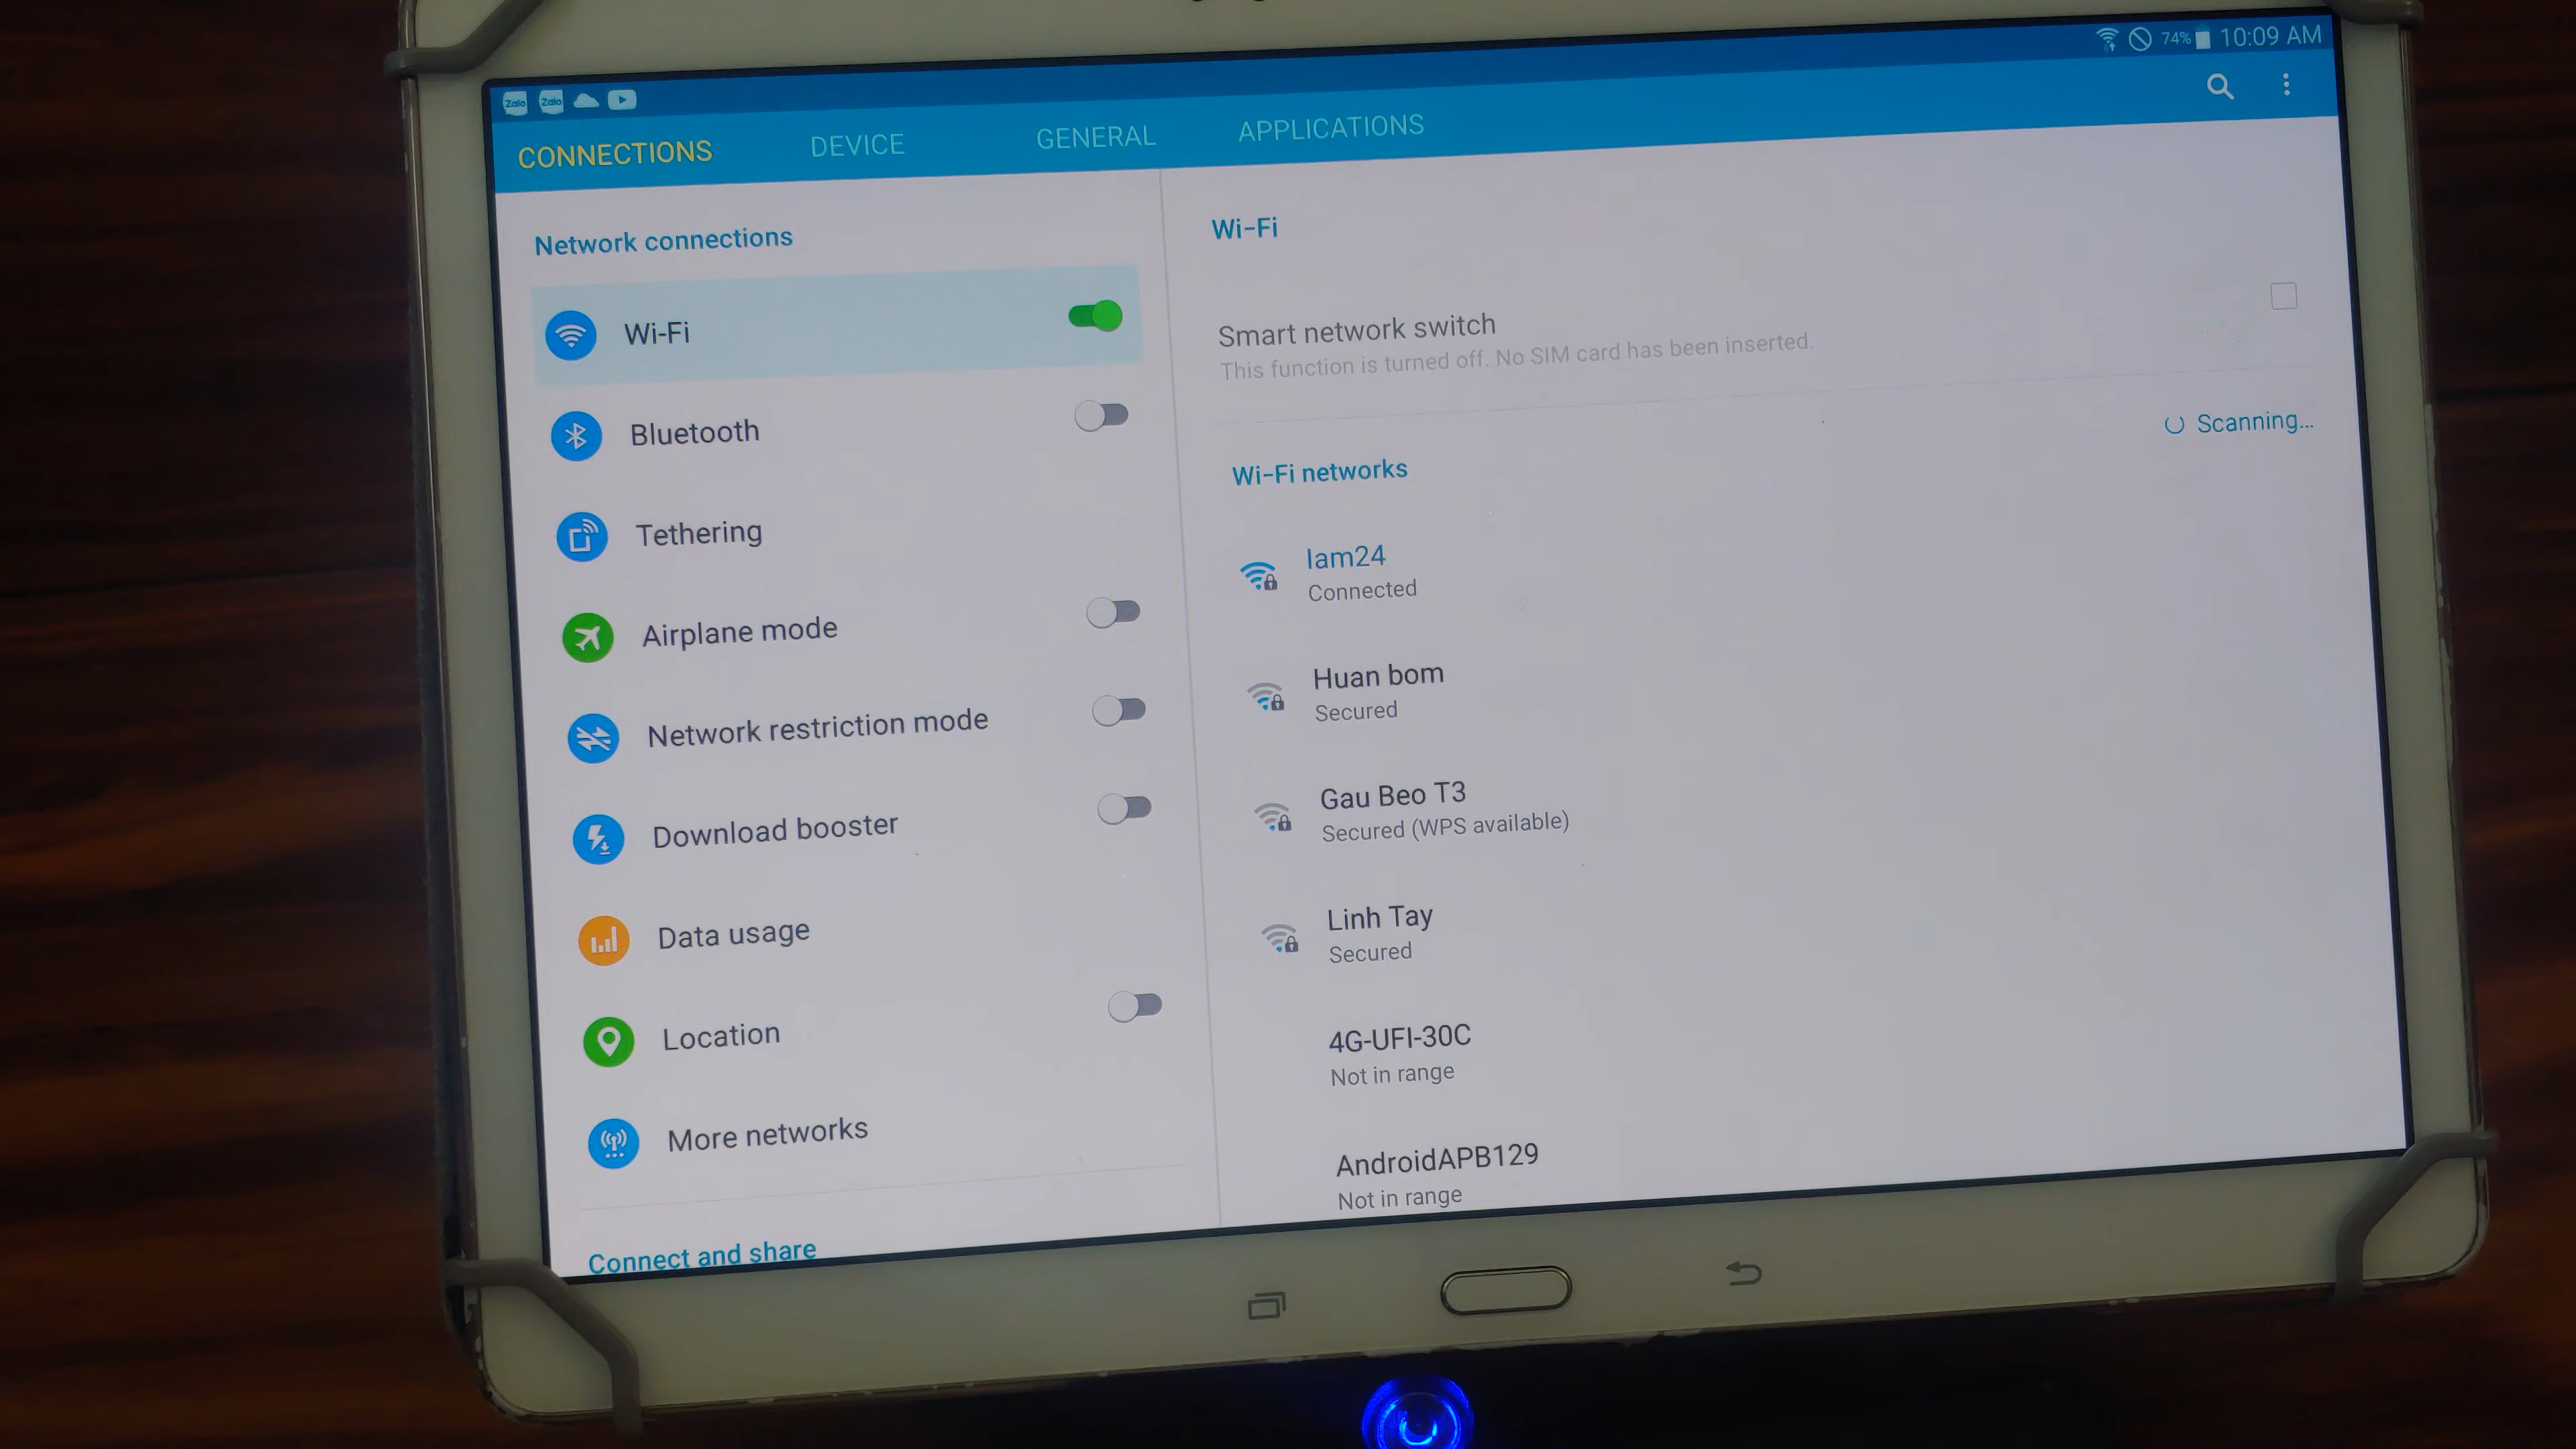 Zalo Zalo 74% 10:09 AM
CONNECTIONS DEVICE GENERAL APPLICATIONS
Network connections
Wi-Fi
Bluetooth
Tethering
Airplane mode
Network restriction mode
Download booster
Data usage
Location
More networks
Connect and share
Wi-Fi
Smart network switch
This function is turned off. No SIM card has been inserted.
Scanning...
Wi-Fi networks
lam24
Connected
Huan bom
Secured
Gau Beo T3
Secured (WPS available)
Linh Tay
Secured
4G-UFI-30C
Not in range
AndroidAPB129
Not in range